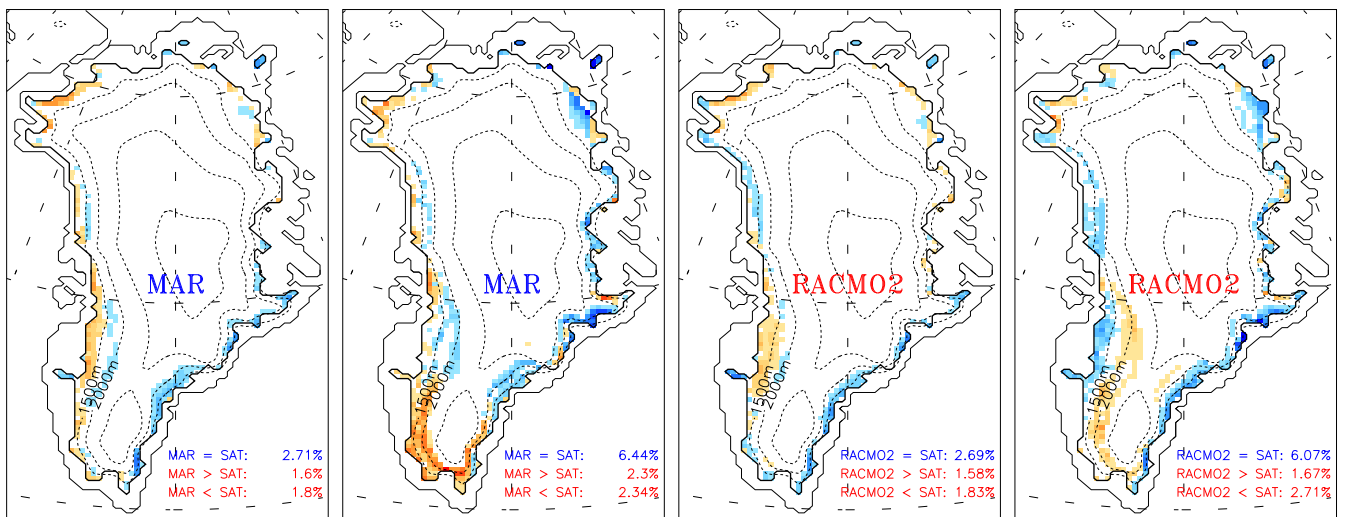 MAR
1500m
2000m
MAR = SAT: 2.71%
MAR > SAT: 1.6%
MAR < SAT: 1.8%
MAR
1500m
2000m
MAR = SAT: 6.44%
MAR > SAT: 2.3%
MAR < SAT: 2.34%
RACMO2
1500m
2000m
RACMO2 = SAT: 2.69%
RACMO2 > SAT: 1.58%
RACMO2 < SAT: 1.83%
RACMO2
1500m
2000m
RACMO2 = SAT: 6.07%
RACMO2 > SAT: 1.67%
RACMO2 < SAT: 2.71%